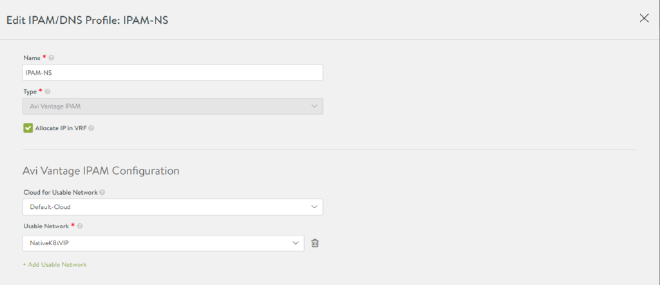 Edit IPAM/DNS Profile: IPAM-NS
Name *
IPAM-NS
Type *
Avi Vantage IPAM
Allocate IP in VRF
Avi Vantage IPAM Configuration
Cloud for Usable Network
Default-Cloud
Usable Network *
NativeK8sVIP
+ Add Usable Network